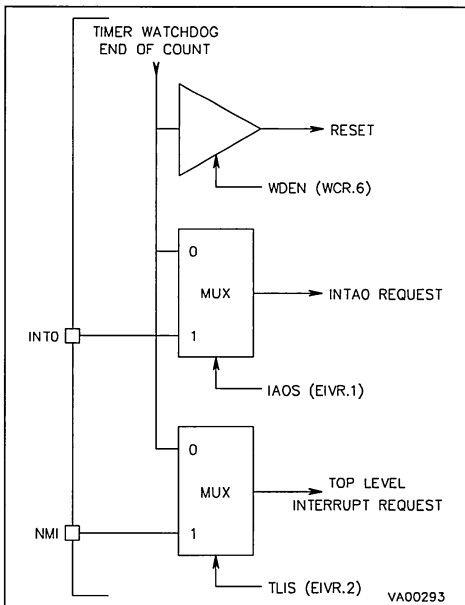 TIMER WATCHDOG
END OF COUNT
RESET
WDEN (WCR.6)
0
MUX
INTA0 REQUEST
INT0
1
IA0S (EIVR.1)
0
MUX
TOP LEVEL
INTERRUPT REQUEST
NMI
1
TLIS (EIVR.2)
VA00293